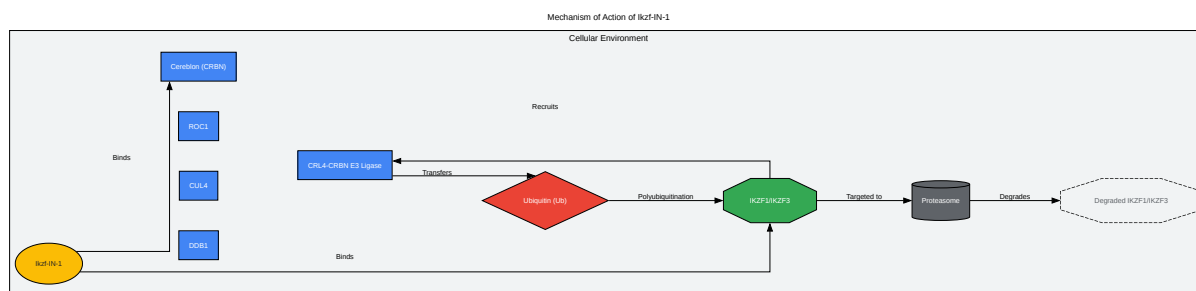 Mechanism of Action of Ikzf-IN-1
Cellular Environment
Cereblon (CRBN)
Recruits
ROC1
Binds
CRL4-CRBN E3 Ligase
Transfers
CUL4
Ubiquitin (Ub)
Polyubiquitination
IKZF1/IKZF3
Targeted to
Proteasome
Degrades
Degraded IKZF1/IKZF3
DDB1
Binds
Ikzf-IN-1